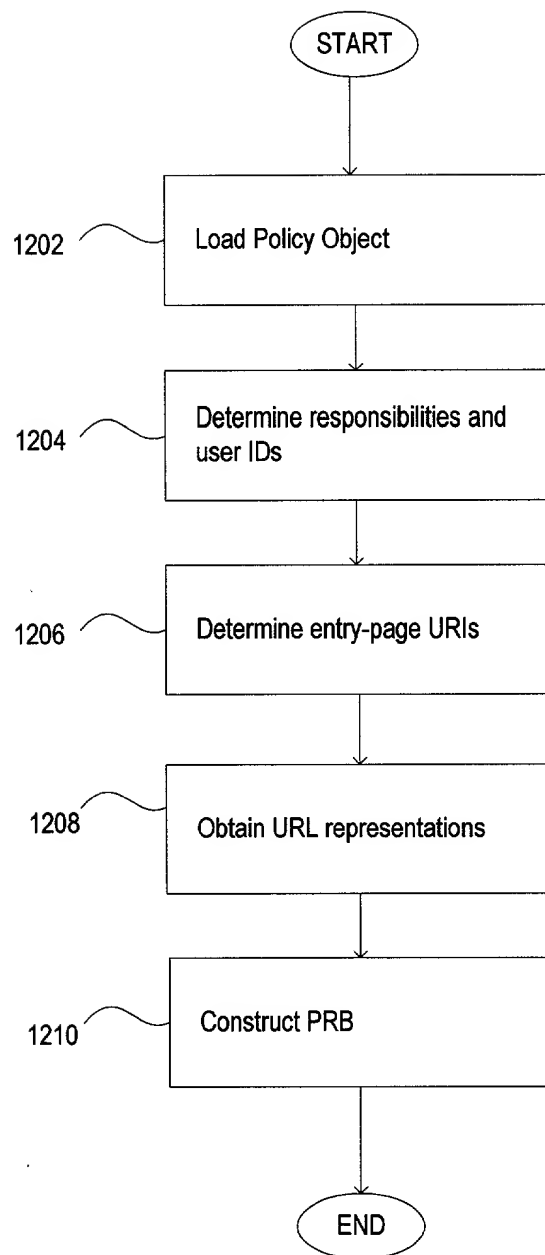 START
1202
Load Policy Object
1204
Determine responsibilities and
user IDs
1206
Determine entry-page URIs
1208
Obtain URL representations
1210
Construct PRB
END